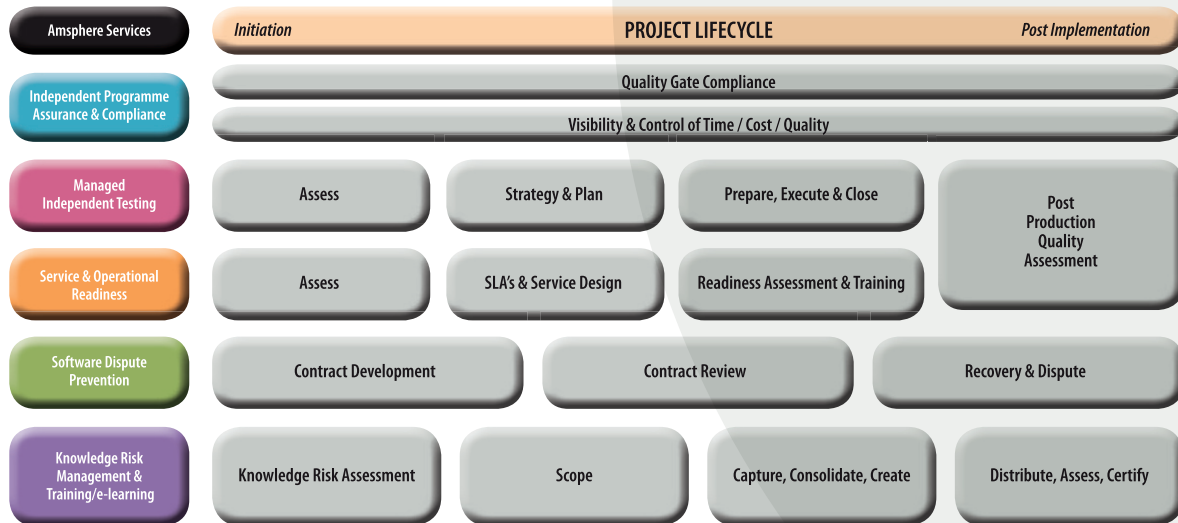 Amsphere Services
Initiation
PROJECT LIFECYCLE
Post Implementation
Independent Programme
Assurance & Compliance
Quality Gate Compliance
Visibility & Control of Time / Cost / Quality
Managed
Independent Testing
Assess
Strategy & Plan
Prepare, Execute & Close
Post
Production
Quality
Assessment
Service & Operational
Readiness
Assess
SLA's & Service Design
Readiness Assessment & Training
Software Dispute
Prevention
Contract Development
Contract Review
Recovery & Dispute
Knowledge Risk
Management &
Training/e-learning
Knowledge Risk Assessment
Scope
Capture, Consolidate, Create
Distribute, Assess, Certify